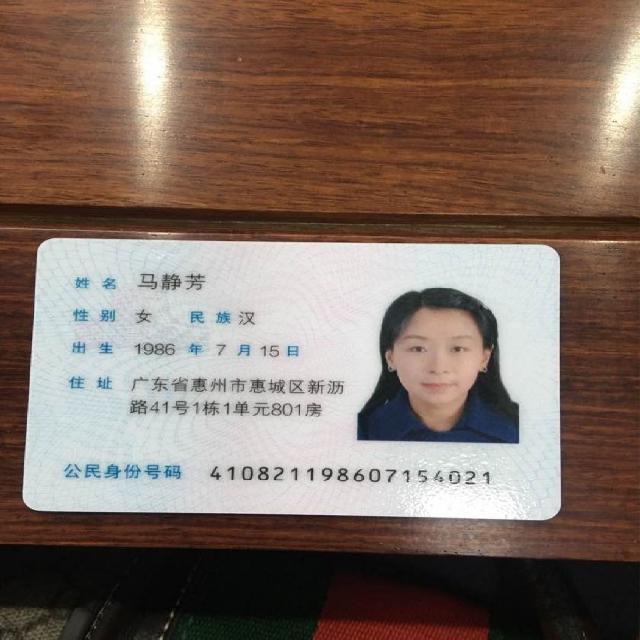 姓名 马静芳
性别 女 民族 汉
出生 1986 年 7 月 15 日
住址 广东省惠州市惠城区新沥
路41号1栋1单元801房
公民身份号码 410821198607154021